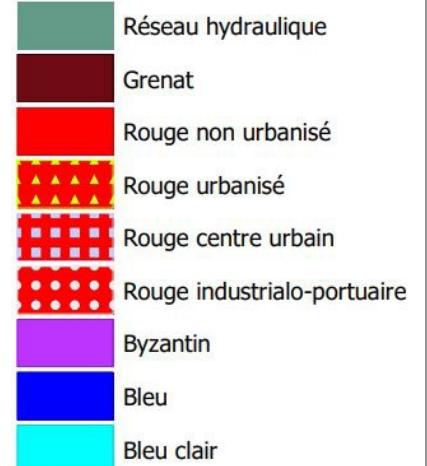 Réseau hydraulique
Grenat
Rouge non urbanisé
Rouge urbanisé
Rouge centre urbain
Rouge industrialo-portuaire
Byzantin
Bleu
Bleu clair